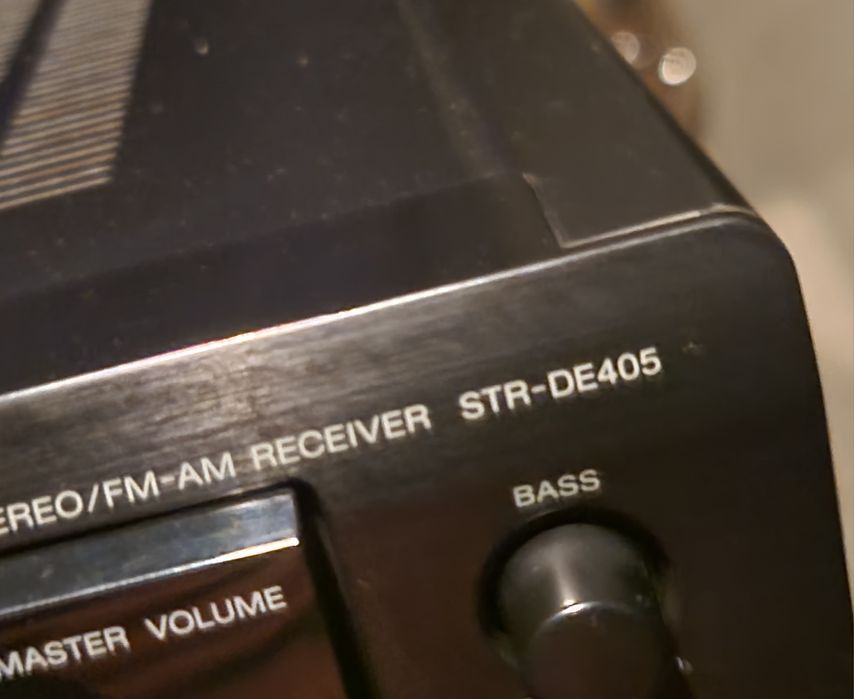 EREO/FM-AM RECEIVER STR-DE405
BASS
MASTER VOLUME